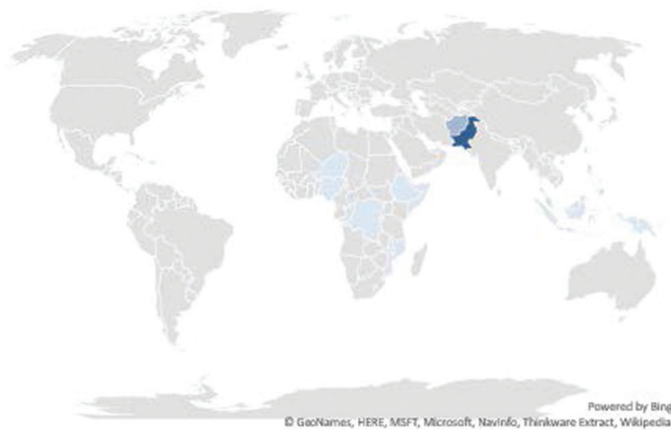 Powered by Bing
© GeoNames, HERE, MSFT, Microsoft, Navinfo, Thinkware Extract, Wikipedia